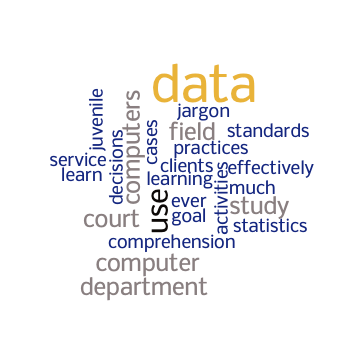 data
juvenile
computers
jargon
cases
field
standards
decisions
practices
service
clients
effectively
learn
learning
activities
much
use
ever
study
court
goal
statistics
comprehension
computer
department